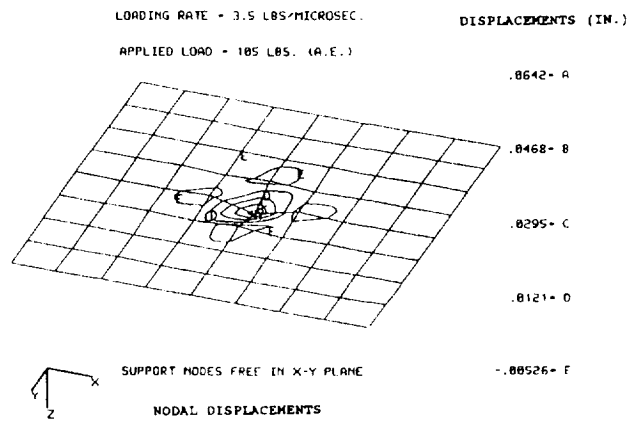 LOADING RATE - 3.5 LBS/MICROSEC.
DISPLACEMENTS (IN.)
APPLIED LOAD - 105 LBS. (A.E.)
.0642- A
.0468- B
.0295- C
.0121- D
-.00526- E
E
E
E
D
D
E
SUPPORT NODES FREE IN X-Y PLANE
X
Y
Z
NODAL DISPLACEMENTS